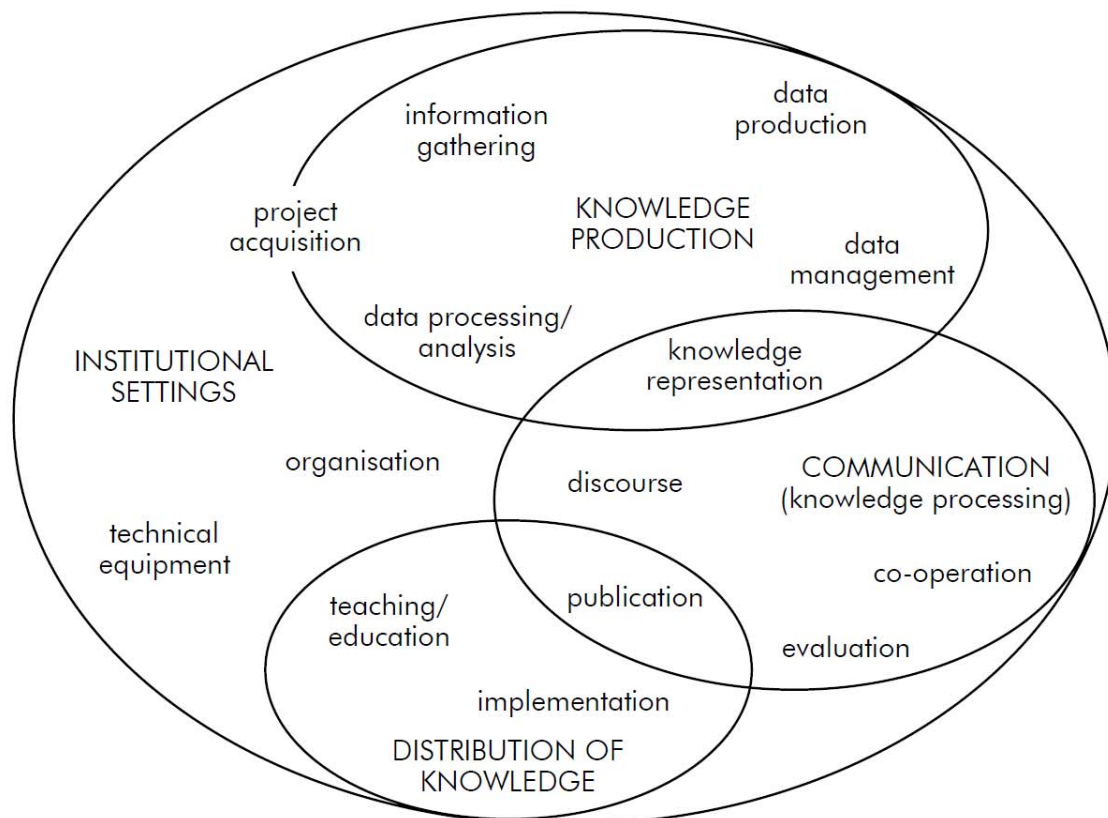 information
gathering
data
production
project
acquisition
KNOWLEDGE
PRODUCTION
data
management
data processing/
analysis
knowledge
representation
INSTITUTIONAL
SETTINGS
organisation
discourse
COMMUNICATION
(knowledge processing)
technical
equipment
co-operation
teaching/
education
publication
evaluation
implementation
DISTRIBUTION OF
KNOWLEDGE